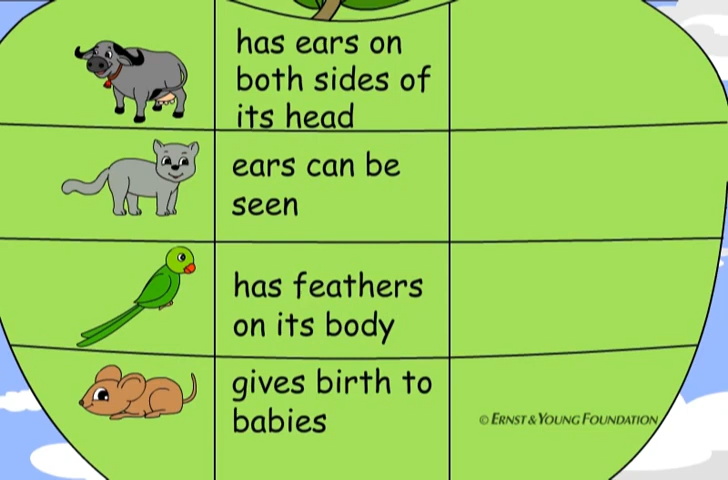 has ears on
both sides of
its head
ears can be
seen
has feathers
on its body
gives birth to
babies
© ERNST & YOUNG FOUNDATION